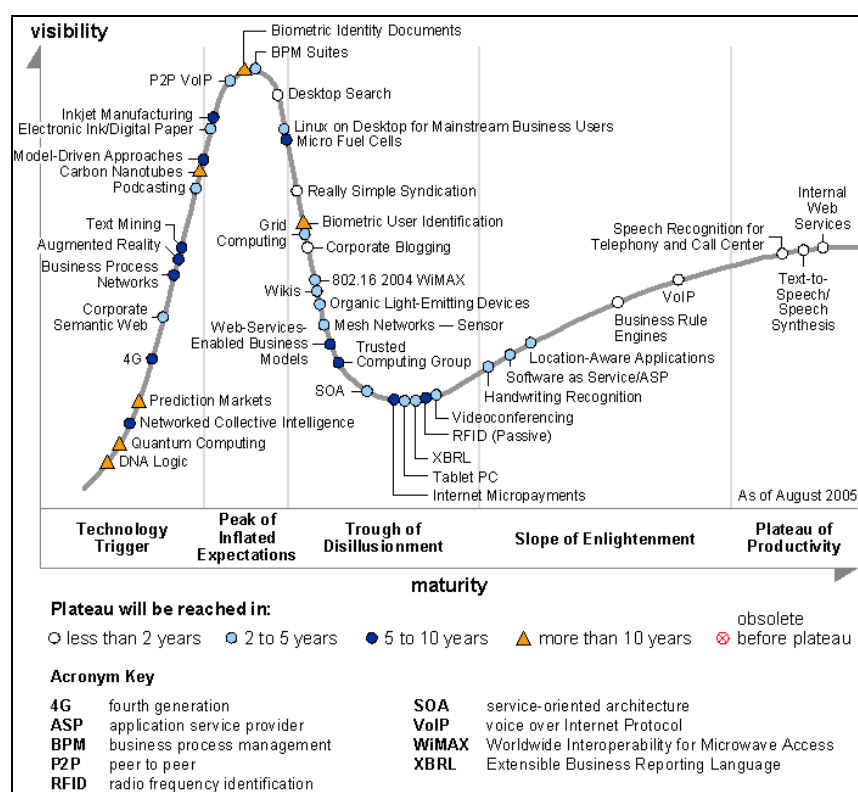 visibility
Biometric Identity Documents
BPM Suites
P2P VoIP
Desktop Search
Inkjet Manufacturing
Electronic Ink/Digital Paper
Linux on Desktop for Mainstream Business Users
Micro Fuel Cells
Model-Driven Approaches
Carbon Nanotubes
Podcasting
Really Simple Syndication
Text Mining
Augmented Reality
Business Process
Networks
Grid
Computing
Biometric User Identification
Corporate Blogging
Speech Recognition for
Telephony and Call Center
Internal
Web
Services
Corporate
Semantic Web
Wikis
802.16 2004 WiMAX
Organic Light-Emitting Devices
Mesh Networks — Sensor
Web-Services-
Enabled Business
Models
Trusted
Computing Group
VoIP
Business Rule
Engines
Text-to-
Speech/
Speech
Synthesis
4G
SOA
Location-Aware Applications
Software as Service/ASP
Handwriting Recognition
Prediction Markets
Networked Collective Intelligence
Quantum Computing
DNA Logic
Videoconferencing
RFID (Passive)
XBRL
Tablet PC
Internet Micropayments
As of August 2005
Technology
Trigger
Peak of
Inflated
Expectations
Trough of
Disillusionment
Slope of Enlightenment
Plateau of
Productivity
maturity
Plateau will be reached in:
less than 2 years
2 to 5 years
5 to 10 years
more than 10 years
obsolete
before plateau
Acronym Key
4G fourth generation
ASP application service provider
BPM business process management
P2P peer to peer
RFID radio frequency identification
SOA service-oriented architecture
VoIP voice over Internet Protocol
WiMAX Worldwide Interoperability for Microwave Access
XBRL Extensible Business Reporting Language